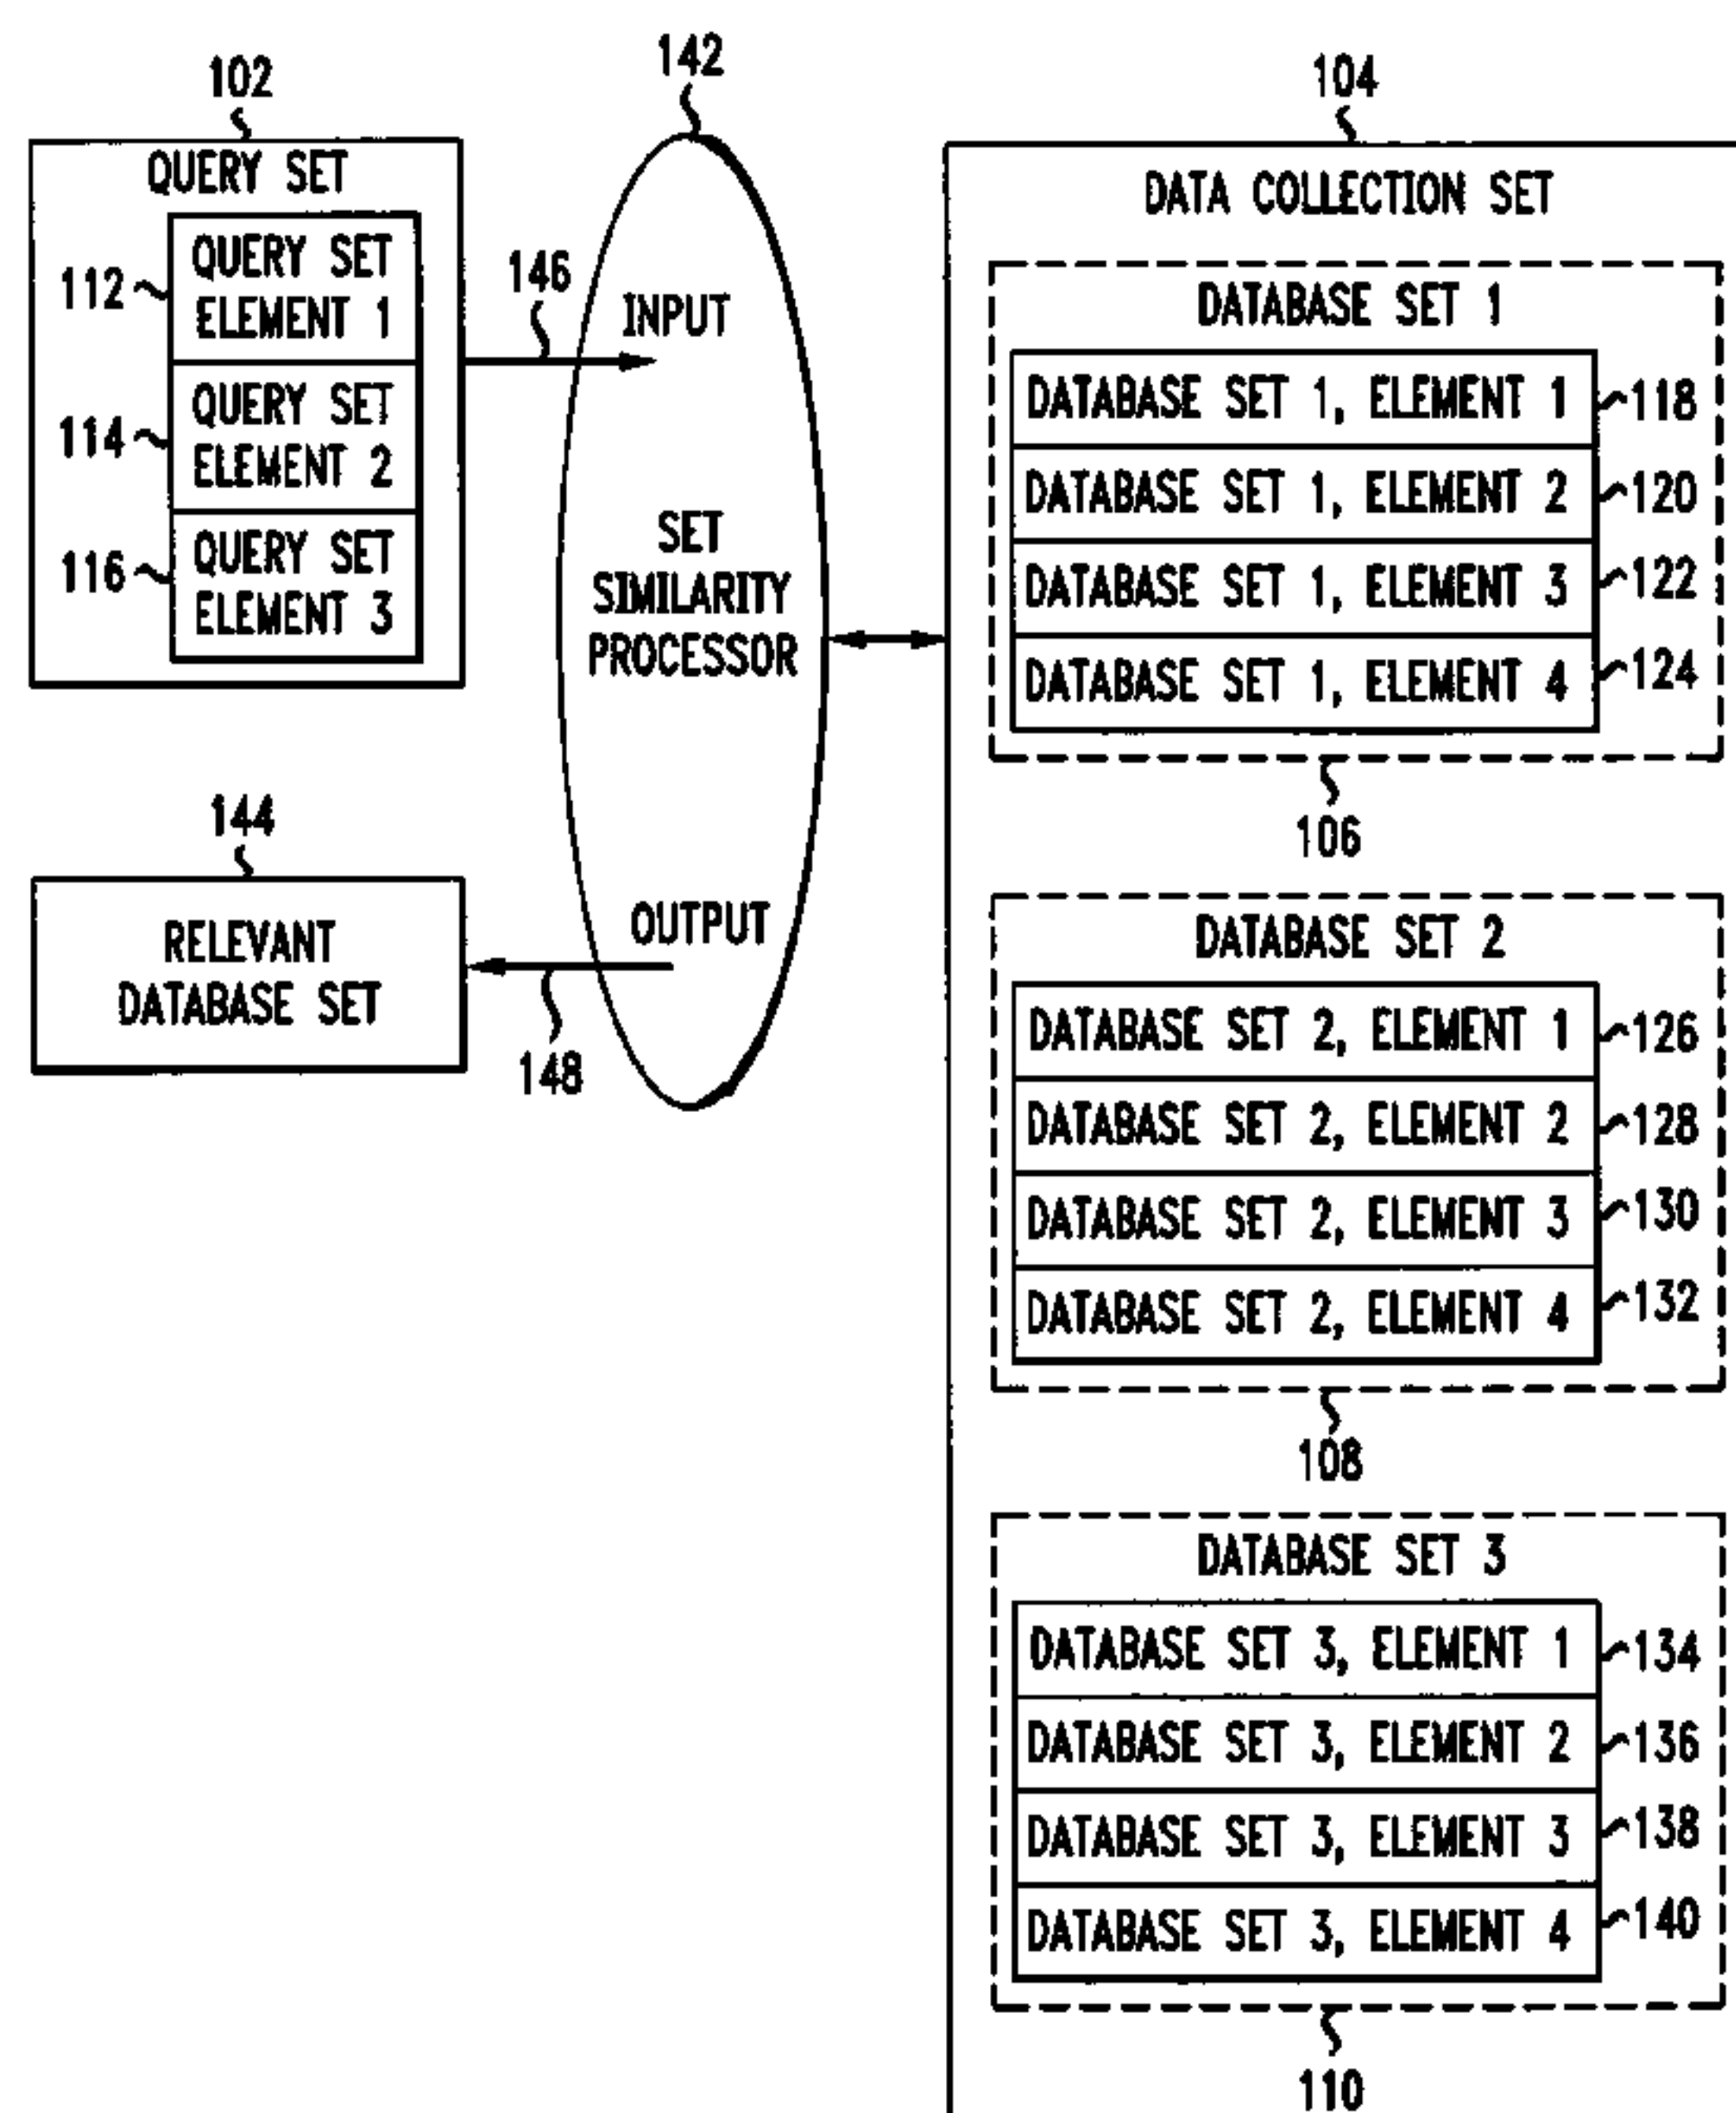 102
QUERY SET
112
QUERY SET
ELEMENT 1
114
QUERY SET
ELEMENT 2
116
QUERY SET
ELEMENT 3
146
142
INPUT
SET
SIMILARITY
PROCESSOR
OUTPUT
148
144
RELEVANT
DATABASE SET
104
DATA COLLECTION SET
DATABASE SET 1
DATABASE SET 1, ELEMENT 1
118
DATABASE SET 1, ELEMENT 2
120
DATABASE SET 1, ELEMENT 3
122
DATABASE SET 1, ELEMENT 4
124
106
DATABASE SET 2
DATABASE SET 2, ELEMENT 1
126
DATABASE SET 2, ELEMENT 2
128
DATABASE SET 2, ELEMENT 3
130
DATABASE SET 2, ELEMENT 4
132
108
DATABASE SET 3
DATABASE SET 3, ELEMENT 1
134
DATABASE SET 3, ELEMENT 2
136
DATABASE SET 3, ELEMENT 3
138
DATABASE SET 3, ELEMENT 4
140
110